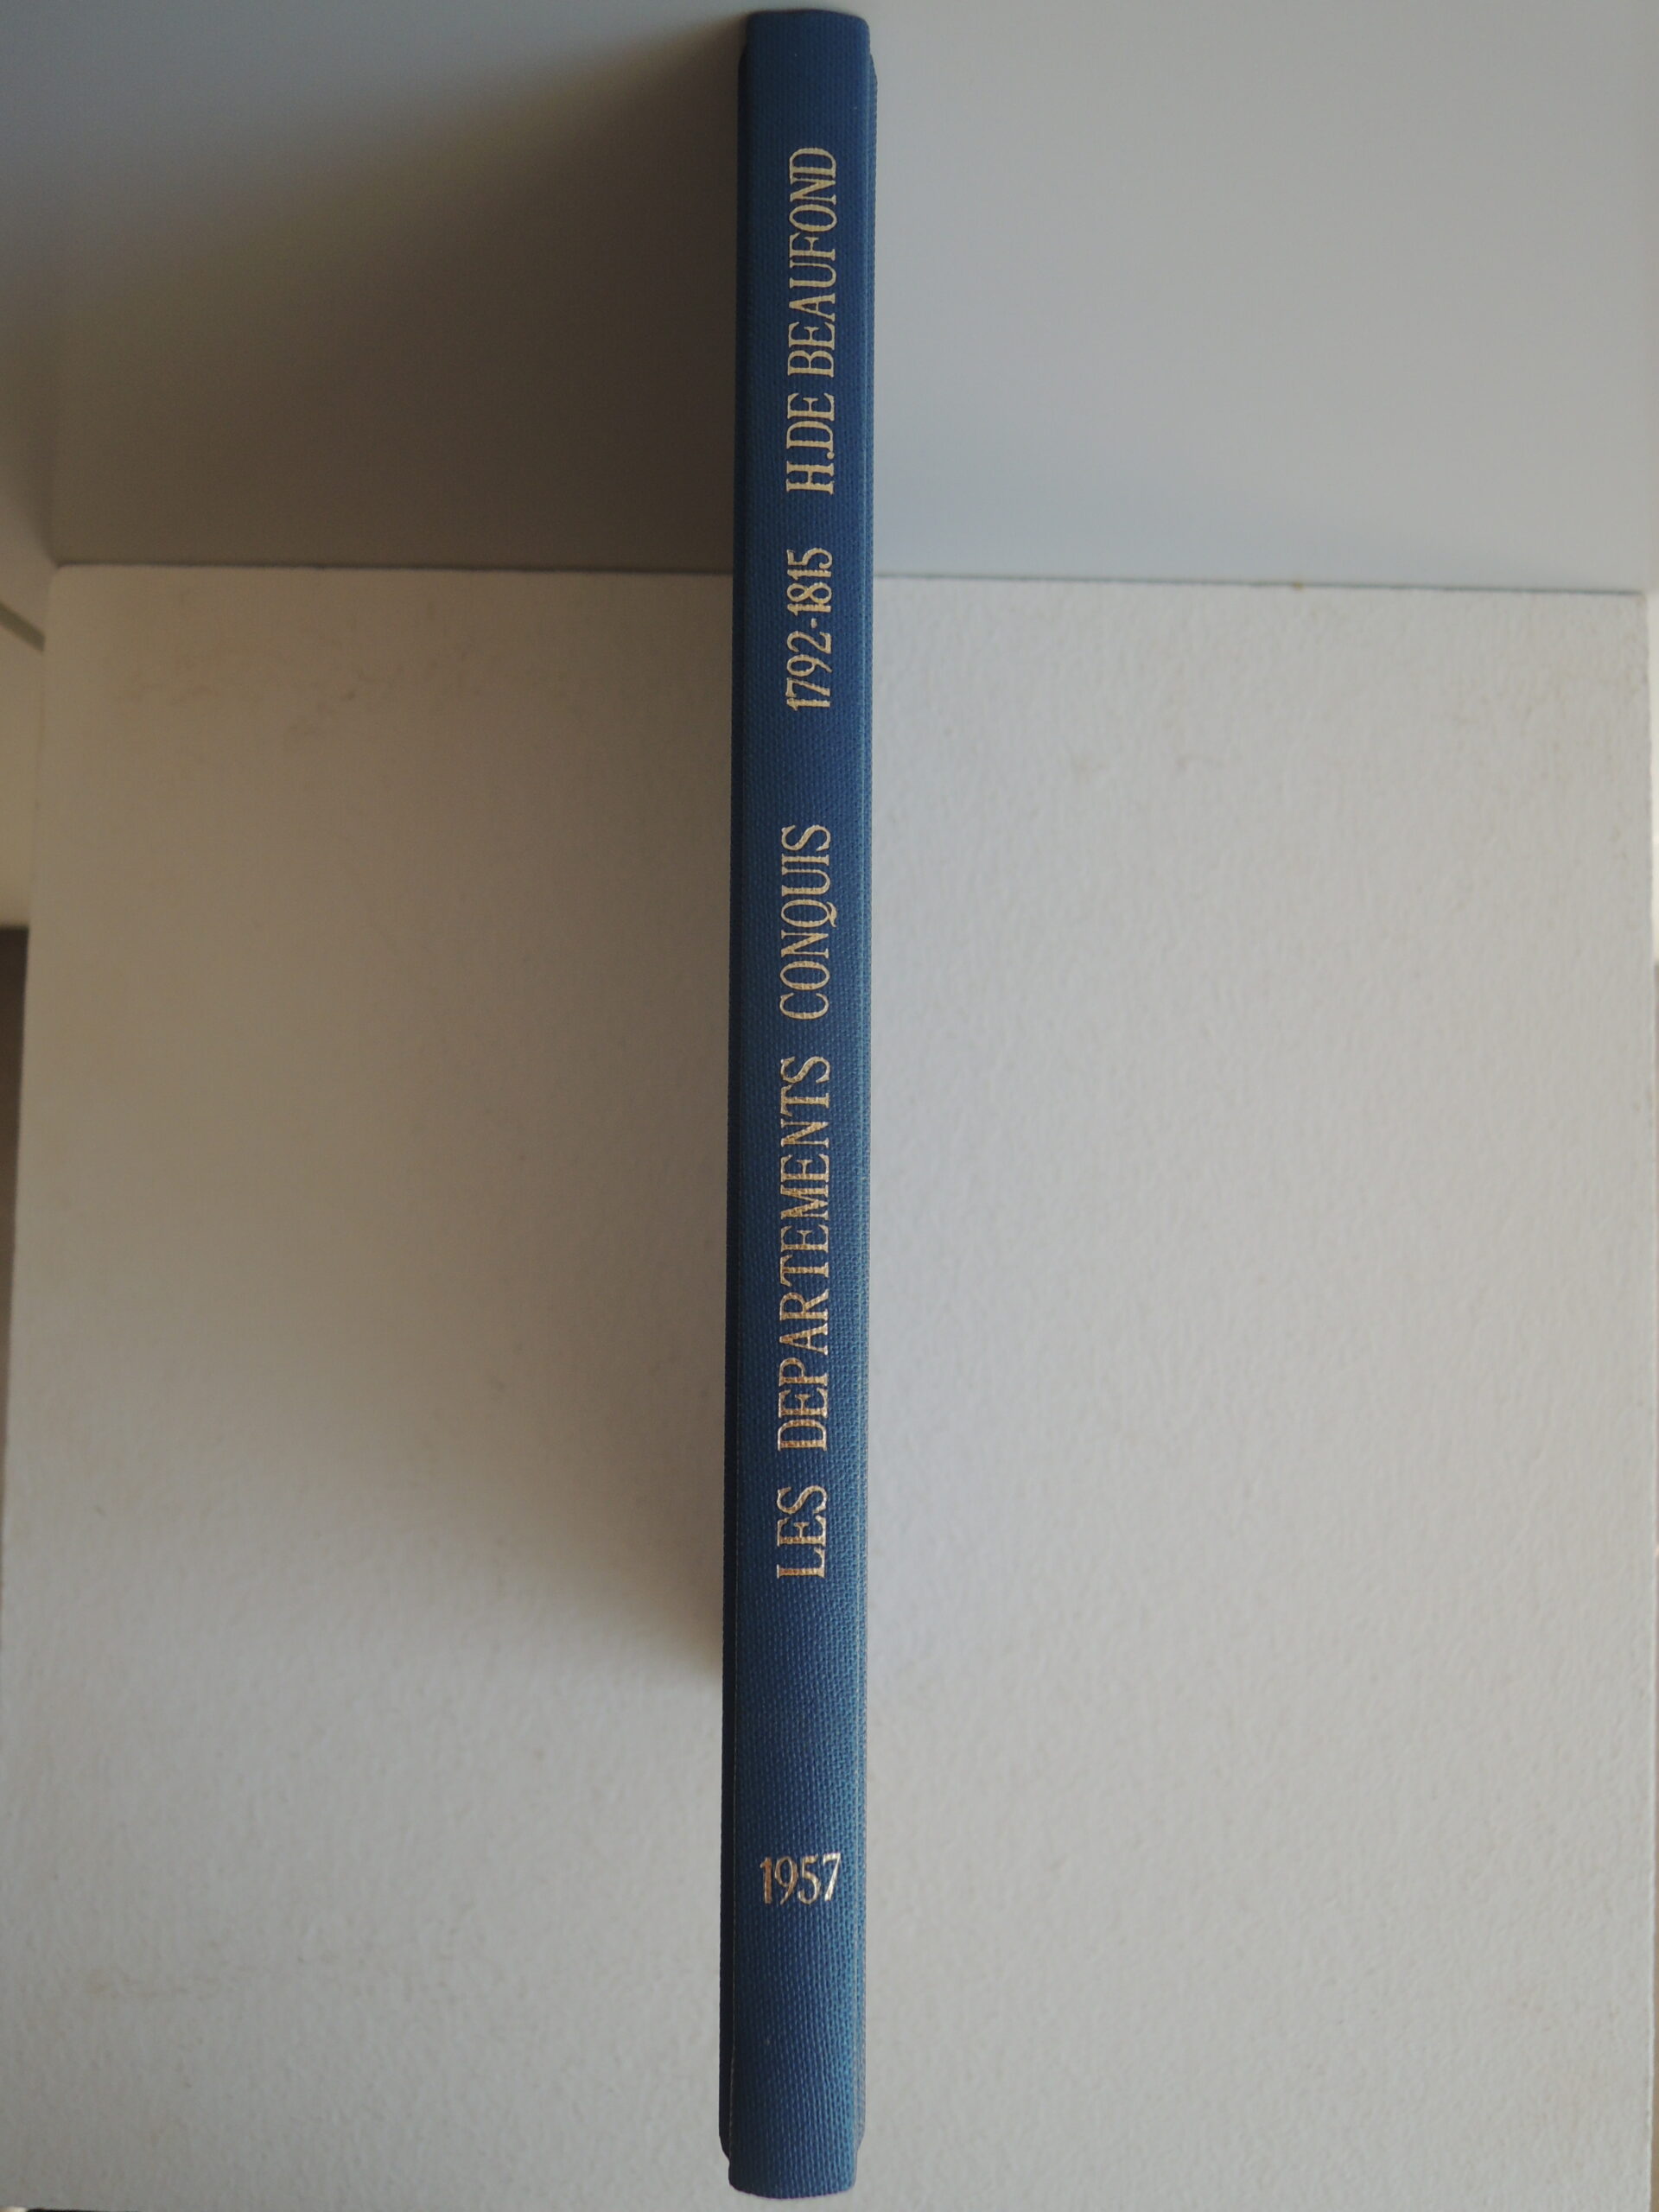 LES DEPARTEMENTS CONQUIS 1792-1815 H.DE BEAUFOND
1957